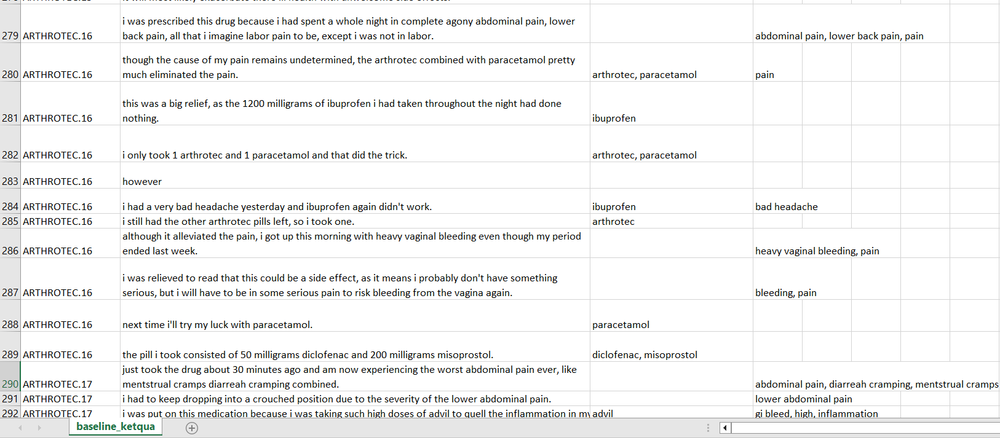 279 ARTHROTEC.16 i was prescribed this drug because i had spent a whole night in complete agony abdominal pain, lower
back pain, all that i imagine labor pain to be, except i was not in labor. abdominal pain, lower back pain, pain
280 ARTHROTEC.16 though the cause of my pain remains undetermined, the arthrotec combined with paracetamol pretty
much eliminated the pain. arthrotec, paracetamol pain
281 ARTHROTEC.16 this was a big relief, as the 1200 milligrams of ibuprofen i had taken throughout the night had done
nothing. ibuprofen
282 ARTHROTEC.16 i only took 1 arthrotec and 1 paracetamol and that did the trick. arthrotec, paracetamol
283 ARTHROTEC.16 however
284 ARTHROTEC.16 i had a very bad headache yesterday and ibuprofen again didn't work. ibuprofen bad headache
285 ARTHROTEC.16 i still had the other arthrotec pills left, so i took one. arthrotec
286 ARTHROTEC.16 although it alleviated the pain, i got up this morning with heavy vaginal bleeding even though my period
ended last week. heavy vaginal bleeding, pain
287 ARTHROTEC.16 i was relieved to read that this could be a side effect, as it means i probably don't have something
serious, but i will have to be in some serious pain to risk bleeding from the vagina again. bleeding, pain
288 ARTHROTEC.16 next time i'll try my luck with paracetamol. paracetamol
289 ARTHROTEC.16 the pill i took consisted of 50 milligrams diclofenac and 200 milligrams misoprostol. diclofenac, misoprostol
290 ARTHROTEC.17 just took the drug about 30 minutes ago and am now experiencing the worst abdominal pain ever, like
mentstrual cramps diarreah cramping combined. abdominal pain, diarreah cramping, mentstrual cramps
291 ARTHROTEC.17 i had to keep dropping into a crouched position due to the severity of the lower abdominal pain. lower abdominal pain
292 ARTHROTEC.17 i was put on this medication because i was taking such high doses of advil to quell the inflammation in my advil gi bleed, high, inflammation
baseline_ketqua